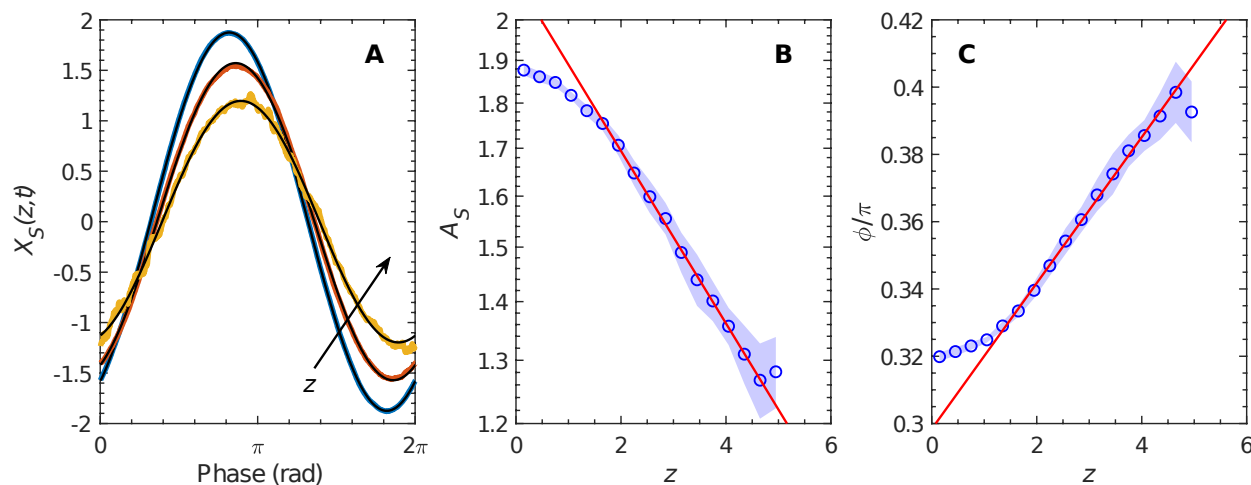 A
2
1.5
1
0.5
0
-0.5
-1
-1.5
-2
X_S(z,t)
z
0 π 2π
Phase (rad)
B
2
1.9
1.8
1.7
1.6
1.5
1.4
1.3
1.2
A_S
0 2 4 6
z
C
0.42
0.4
0.38
0.36
0.34
0.32
0.3
ϕ/π
0 2 4 6
z